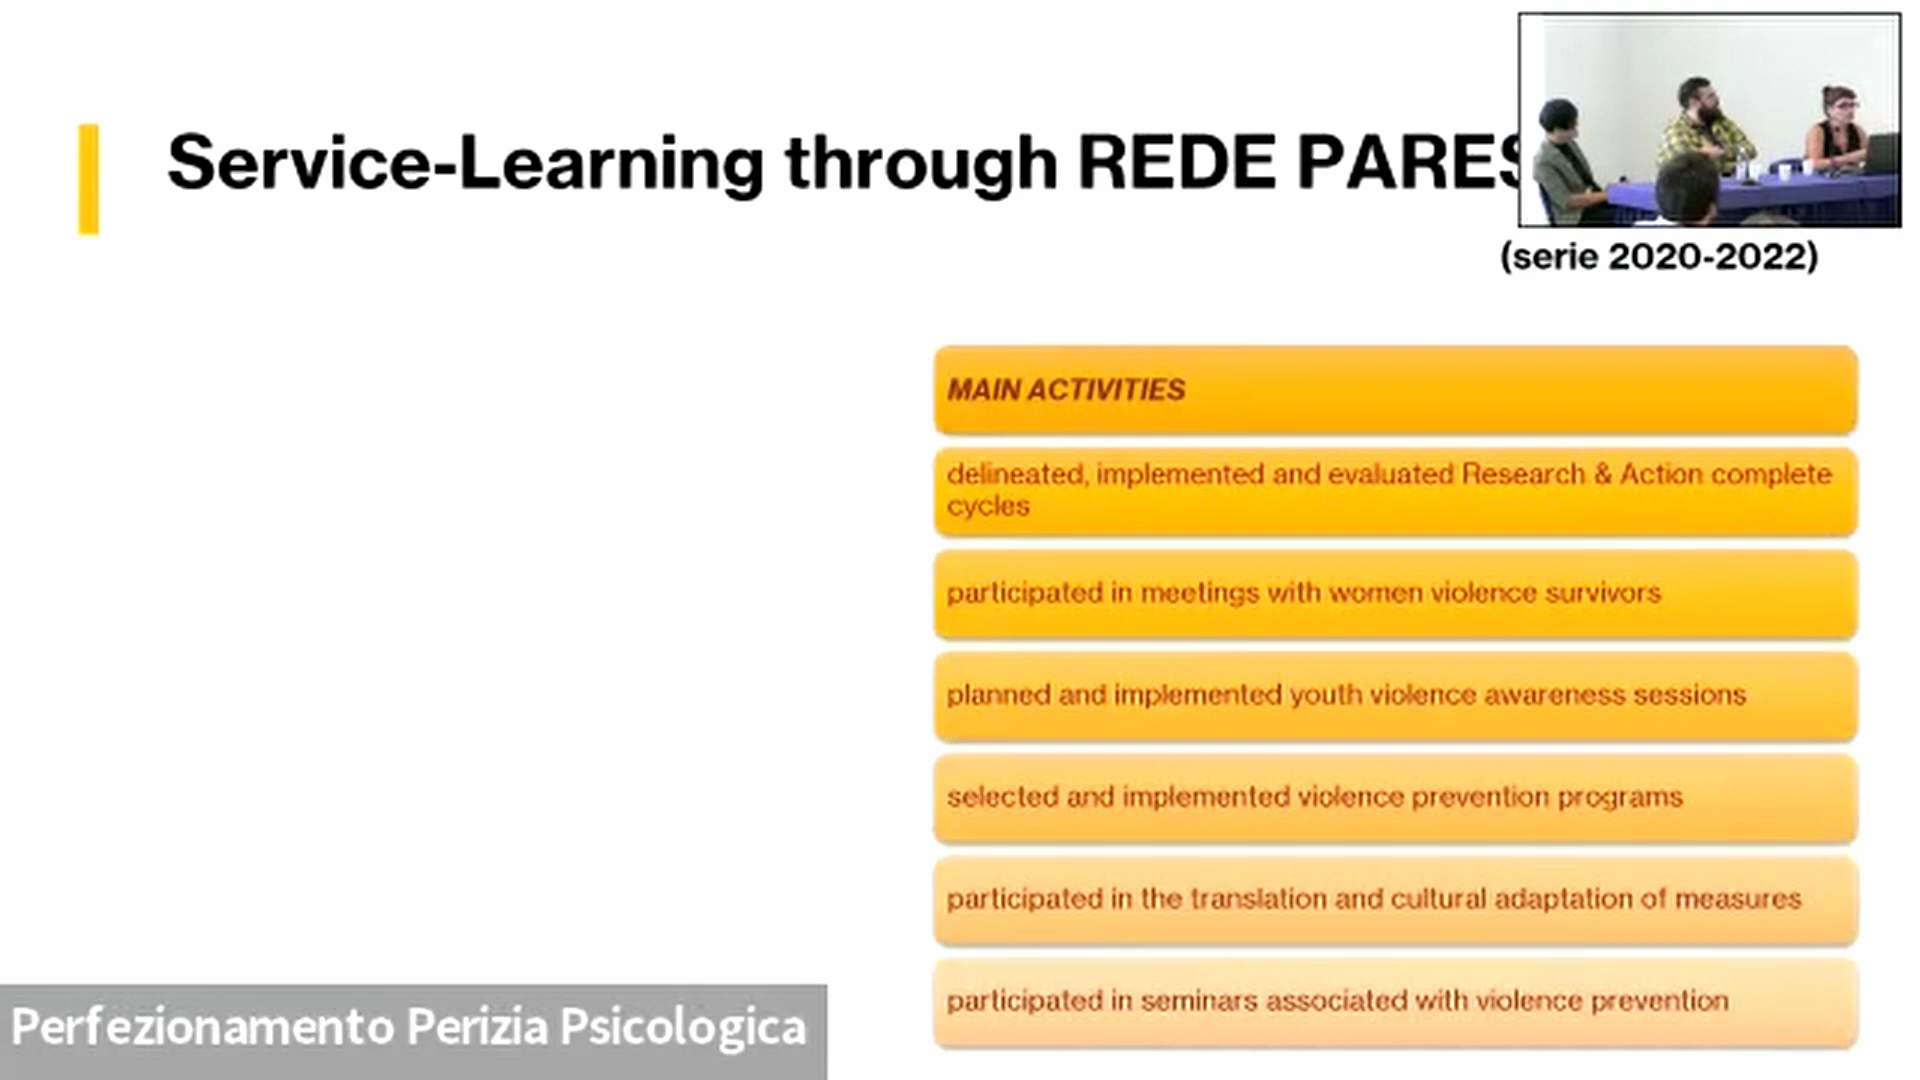 Service-Learning through REDE PARES
(serie 2020-2022)
MAIN ACTIVITIES
delineated, implemented and evaluated Research & Action complete
cycles
participated in meetings with women violence survivors
planned and implemented youth violence awareness sessions
selected and implemented violence prevention programs
participated in the translation and cultural adaptation of measures
participated in seminars associated with violence prevention
Perfezionamento Perizia Psicologica